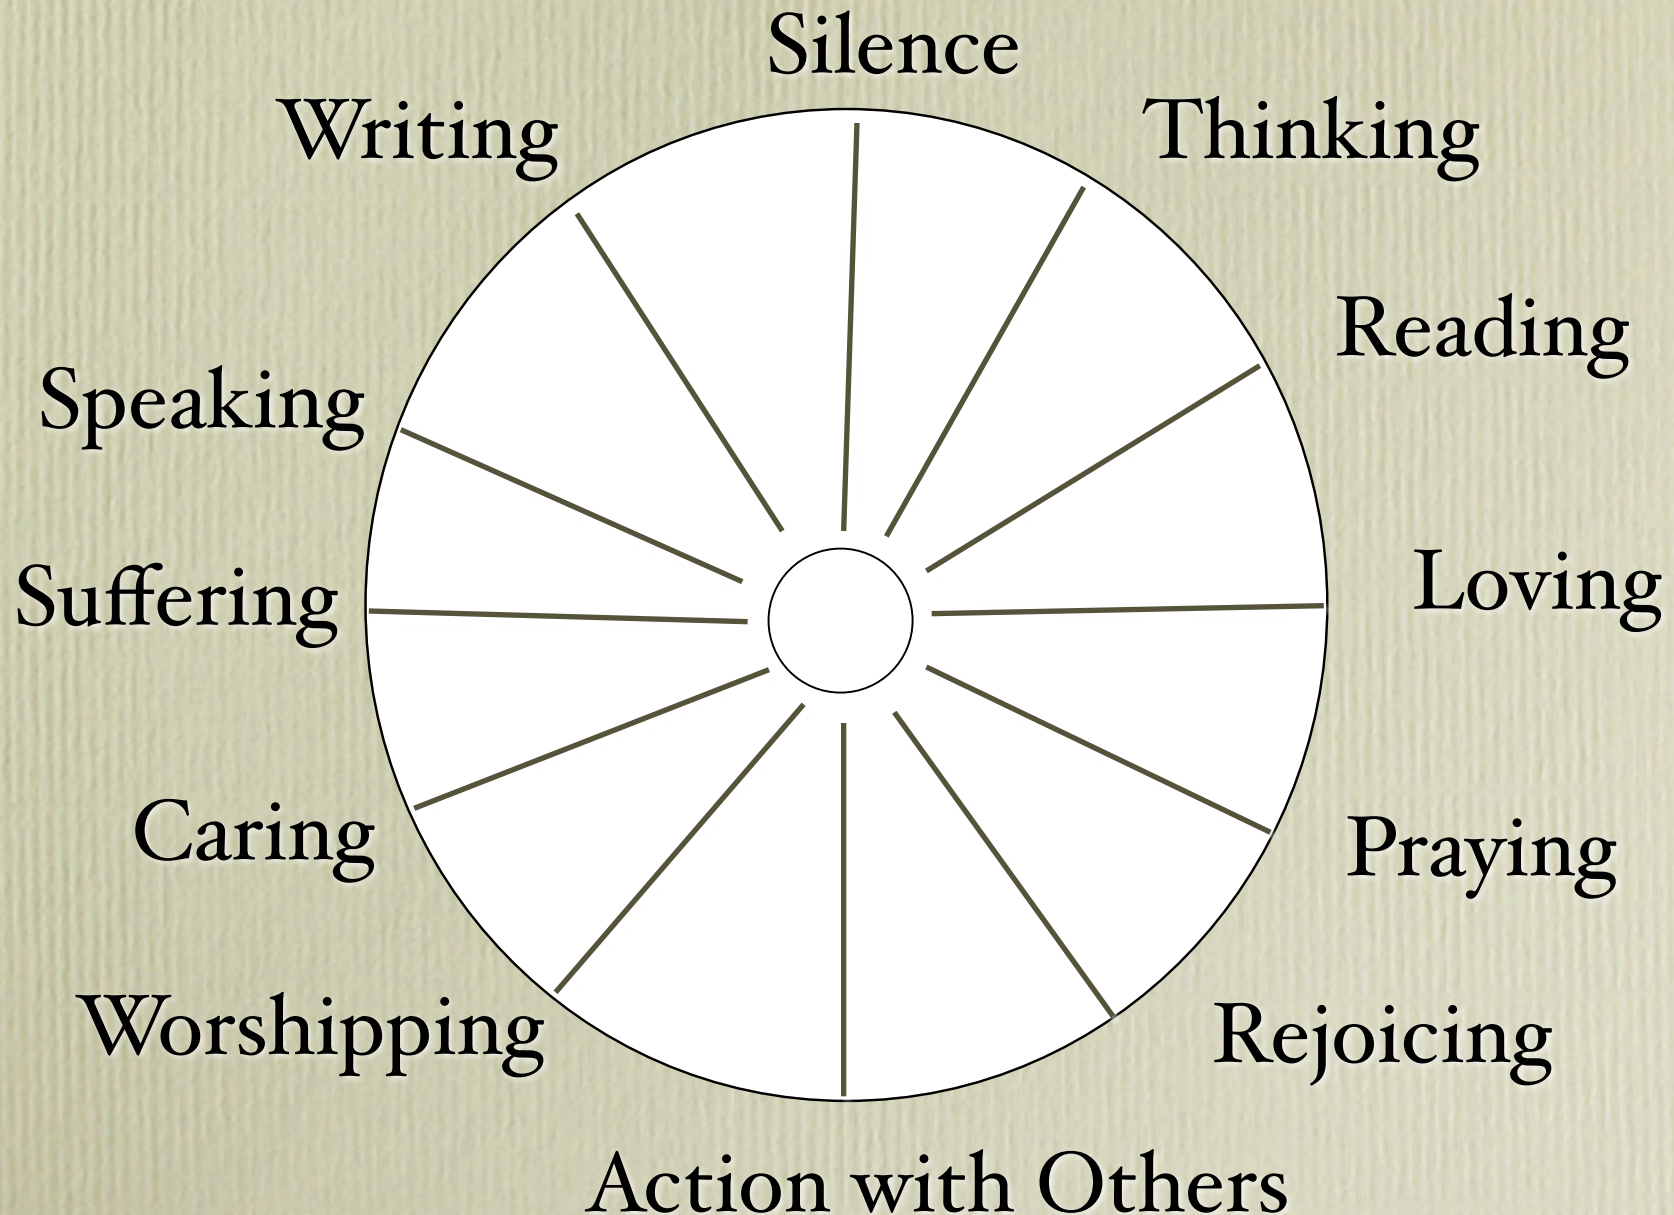 Silence
Writing
Thinking
Reading
Speaking
Loving
Suffering
Caring
Praying
Worshipping
Rejoicing
Action with Others